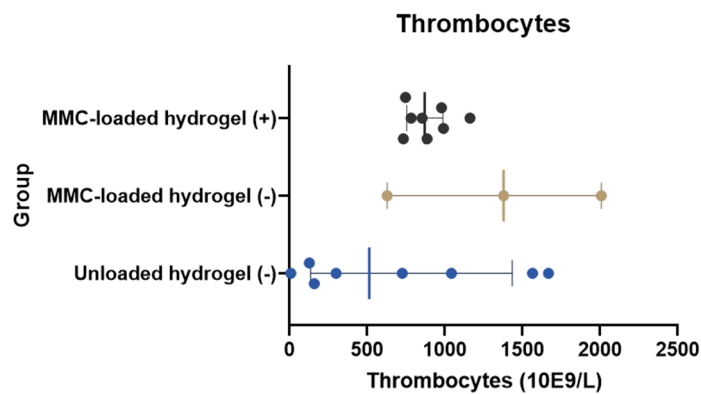 Thrombocytes
MMC-loaded hydrogel (+)
MMC-loaded hydrogel (-)
Unloaded hydrogel (-)
Group
0 500 1000 1500 2000 2500
Thrombocytes (10E9/L)